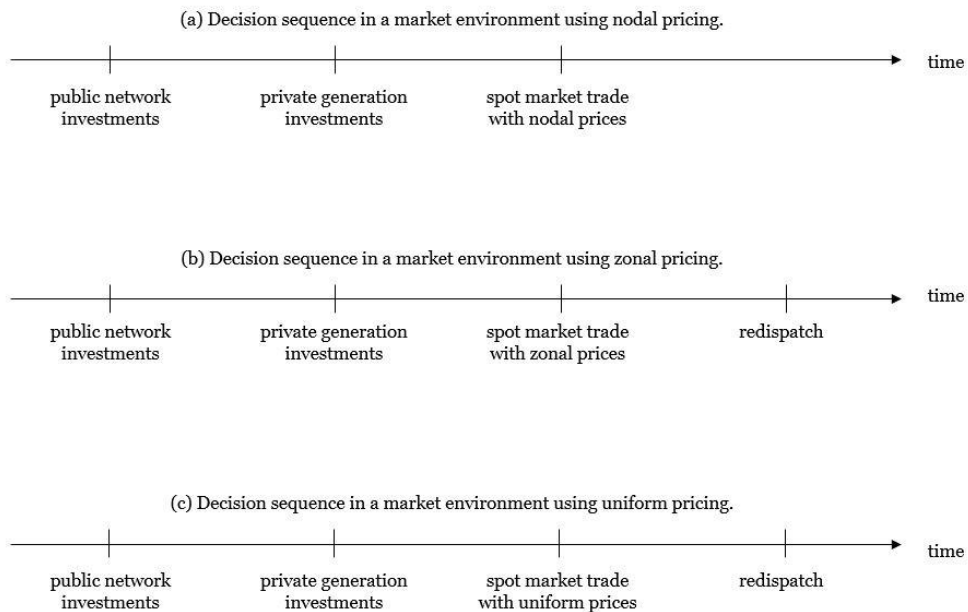 (a) Decision sequence in a market environment using nodal pricing.
time
public network
investments
private generation
investments
spot market trade
with nodal prices
(b) Decision sequence in a market environment using zonal pricing.
time
public network
investments
private generation
investments
spot market trade
with zonal prices
redispatch
(c) Decision sequence in a market environment using uniform pricing.
time
public network
investments
private generation
investments
spot market trade
with uniform prices
redispatch